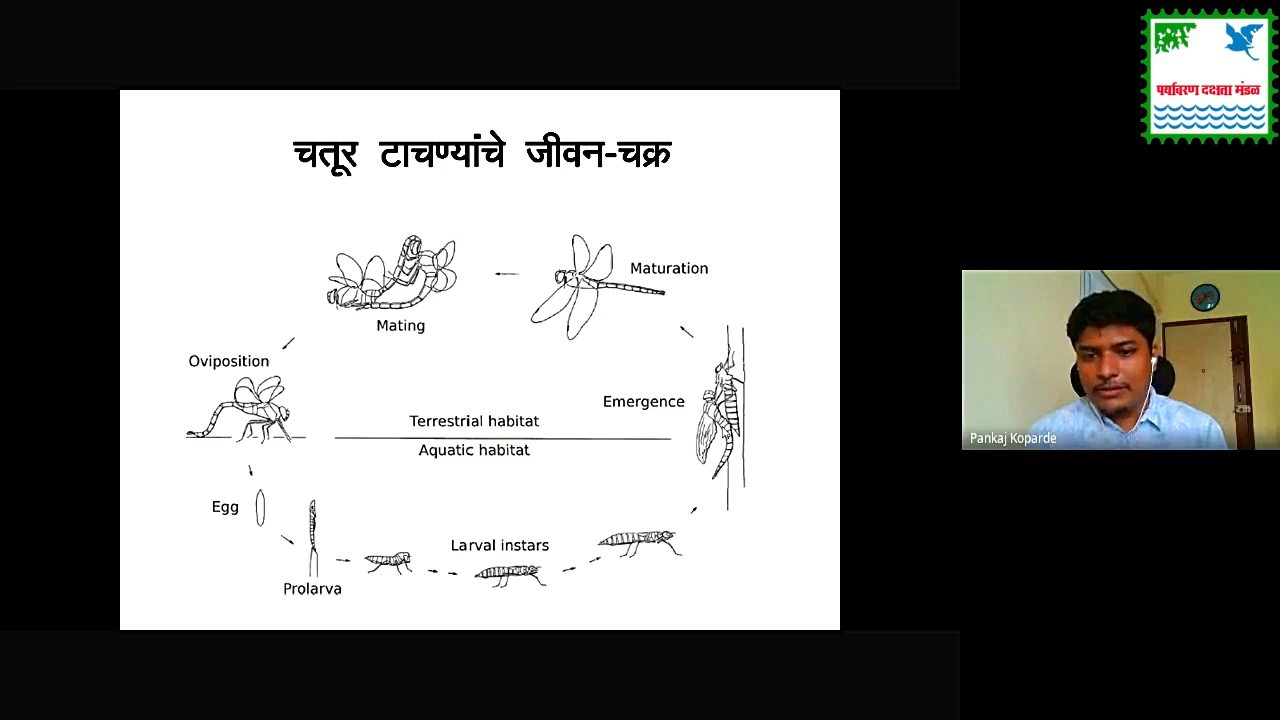 पर्यावरण दक्षता मंडळ
चतूर टाचण्यांचे जीवन-चक्र
Maturation
Mating
Oviposition
Emergence
Terrestrial habitat
Aquatic habitat
Egg
Larval instars
Prolarva
Pankaj Koparde